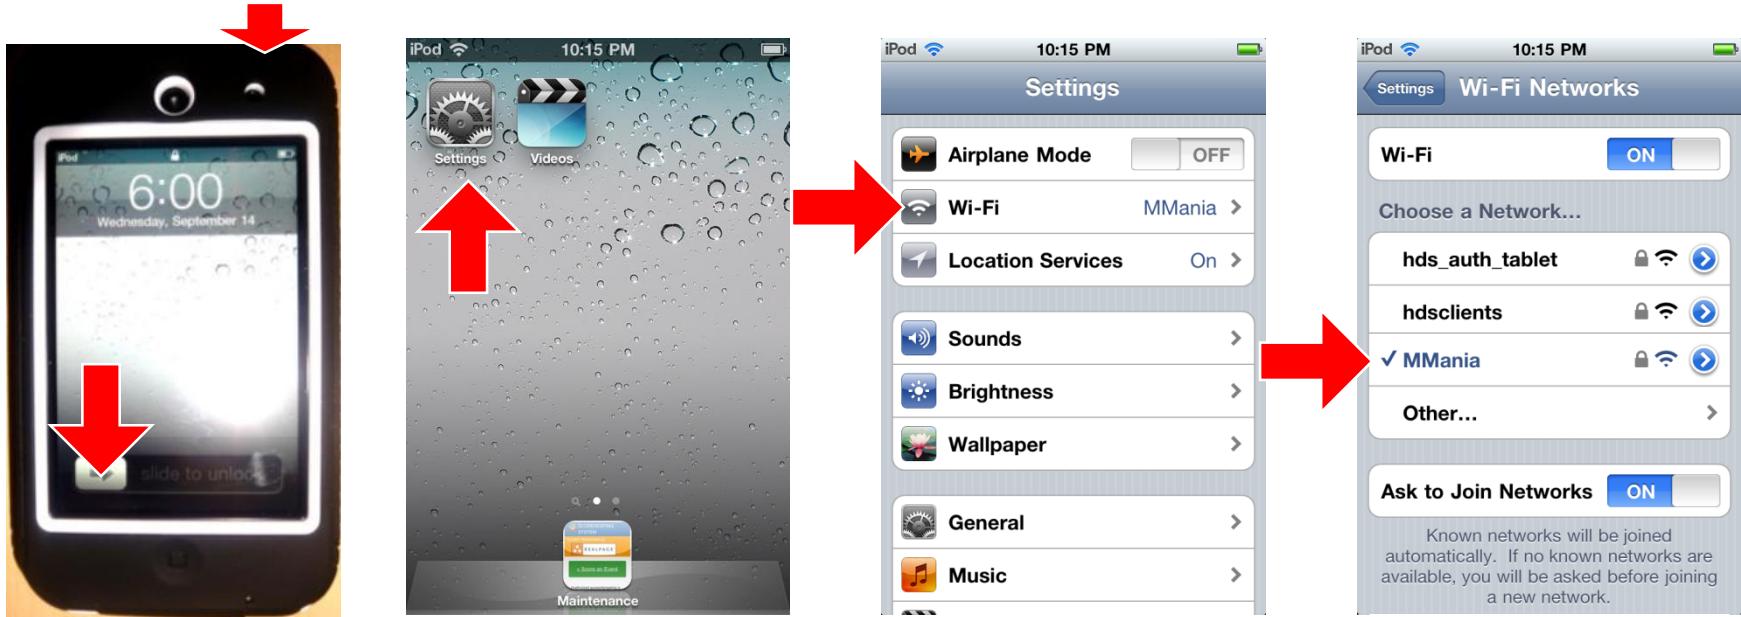 iPod
6:00
Wednesday, September 14
slide to unlock
iPod 10:15 PM
Settings Videos
REALPAGE
Maintenance
iPod 10:15 PM
Settings
Airplane Mode OFF
Wi-Fi MMania
Location Services On
Sounds
Brightness
Wallpaper
General
Music
iPod 10:15 PM
Settings Wi-Fi Networks
Wi-Fi ON
Choose a Network...
hds_auth_tablet
hdsclients
MMania
Other...
Ask to Join Networks ON
Known networks will be joined
automatically. If no known networks are
available, you will be asked before joining
a new network.